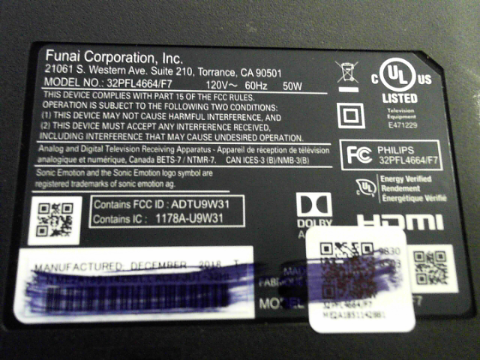 Funai Corporation, Inc.
21061 S. Western Ave. Suite 210, Torrance, CA 90501
MODEL NO.: 32PFL4664/F7 120V~ 60Hz 50W
THIS DEVICE COMPLIES WITH PART 15 OF THE FCC RULES.
OPERATION IS SUBJECT TO THE FOLLOWING TWO CONDITIONS:
(1) THIS DEVICE MAY NOT CAUSE HARMFUL INTERFERENCE, AND
(2) THIS DEVICE MUST ACCEPT ANY INTERFERENCE RECEIVED,
INCLUDING INTERFERENCE THAT MAY CAUSE UNDESIRED OPERATION.
Analog and Digital Television Receiving Apparatus - Appareil de réception de télévision
analogique et numérique, Canada BETS-7 / NTMR-7. CAN ICES-3 (B)/NMB-3(B)
Sonic Emotion and the Sonic Emotion logo symbol are
registered trademarks of sonic emotion ag.
C UL US
LISTED
Television
Equipment
E471229
FC PHILIPS
32PFL4664/F7
UL Energy Verified
Rendement
Énergétique Vérifié
Contains FCC ID : ADTU9W31
Contains IC : 1178A-U9W31
DOLBY
HDMI
MANUFACTURED: DECEMBER 2018
32PFL4664/F7